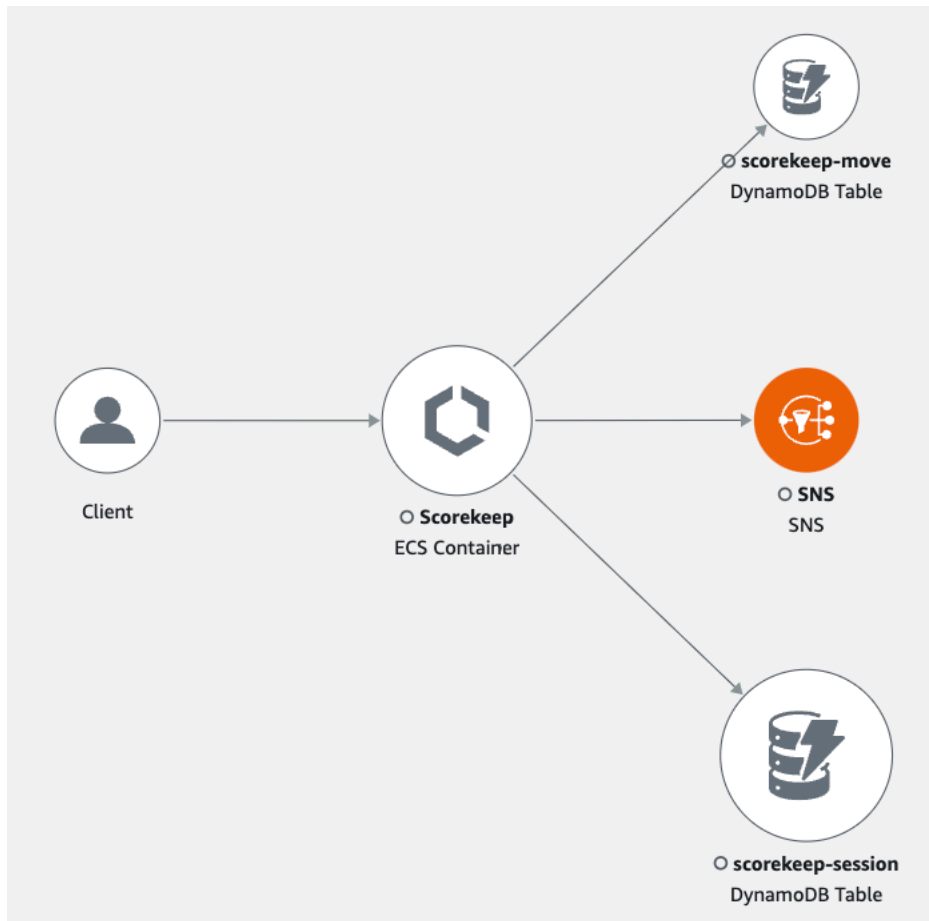 scorekeep-move
DynamoDB Table
Client
Scorekeep
ECS Container
SNS
SNS
scorekeep-session
DynamoDB Table